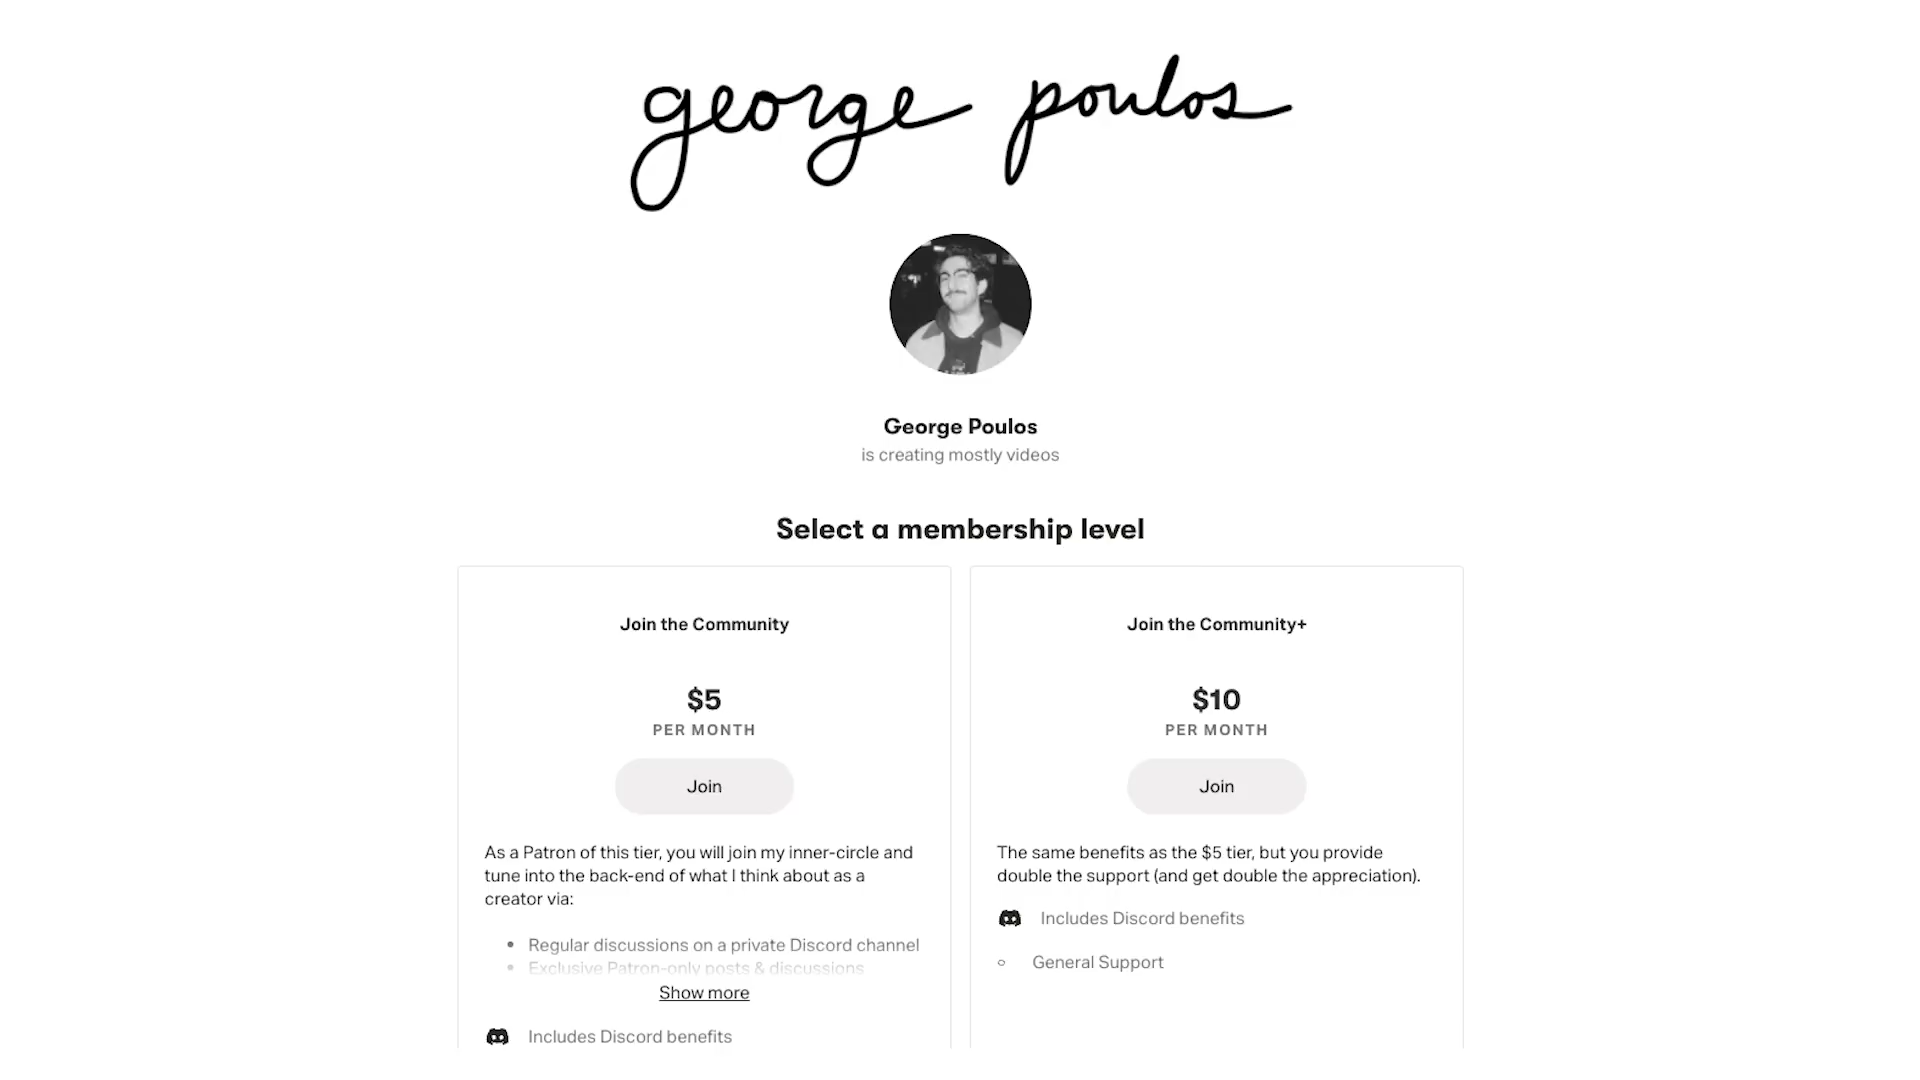 george poulos
George Poulos
is creating mostly videos
Select a membership level
Join the Community
$5
PER MONTH
Join
As a Patron of this tier, you will join my inner-circle and
tune into the back-end of what I think about as a
creator via:
• Regular discussions on a private Discord channel
• Exclusive Patron-only posts & discussions
Show more
Includes Discord benefits
Join the Community+
$10
PER MONTH
Join
The same benefits as the $5 tier, but you provide
double the support (and get double the appreciation).
Includes Discord benefits
General Support